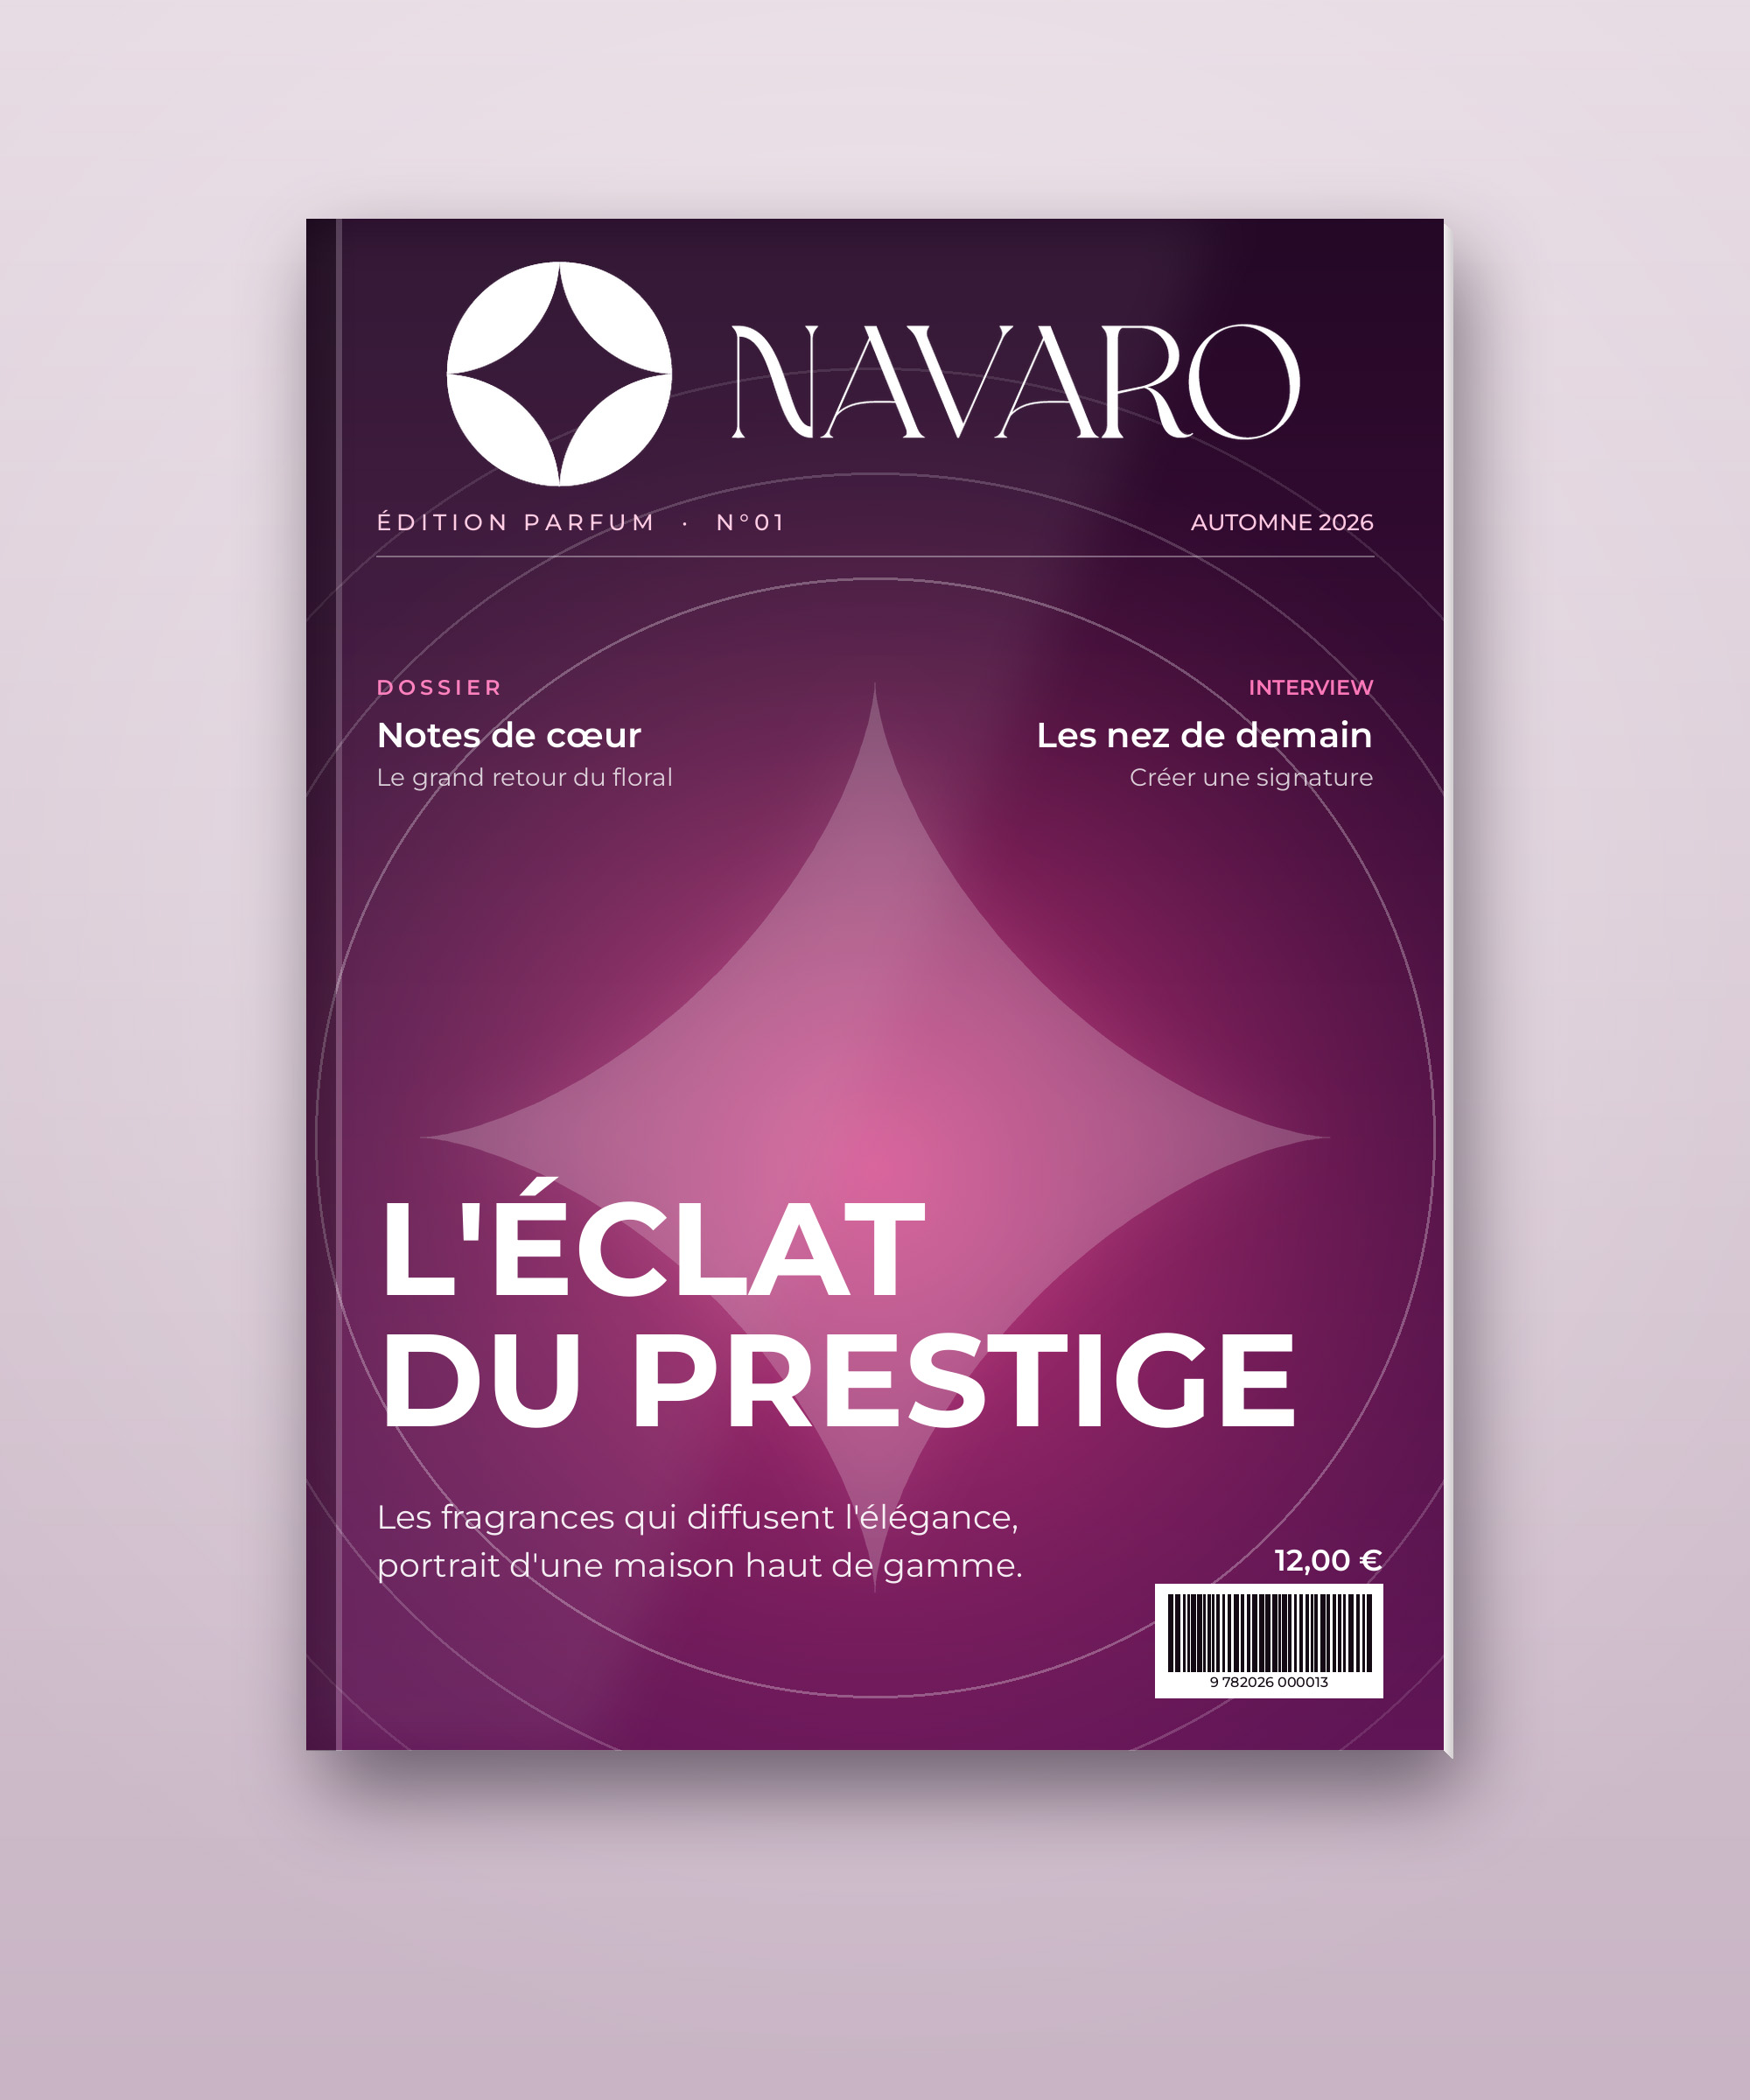 NAVARO
ÉDITION PARFUM · N°01
AUTOMNE 2026
DOSSIER
Notes de cœur
Le grand retour du floral
INTERVIEW
Les nez de demain
Créer une signature
L'ÉCLAT
DU PRESTIGE
Les fragrances qui diffusent l'élégance,
portrait d'une maison haut de gamme.
12,00 €
9 782026 000013